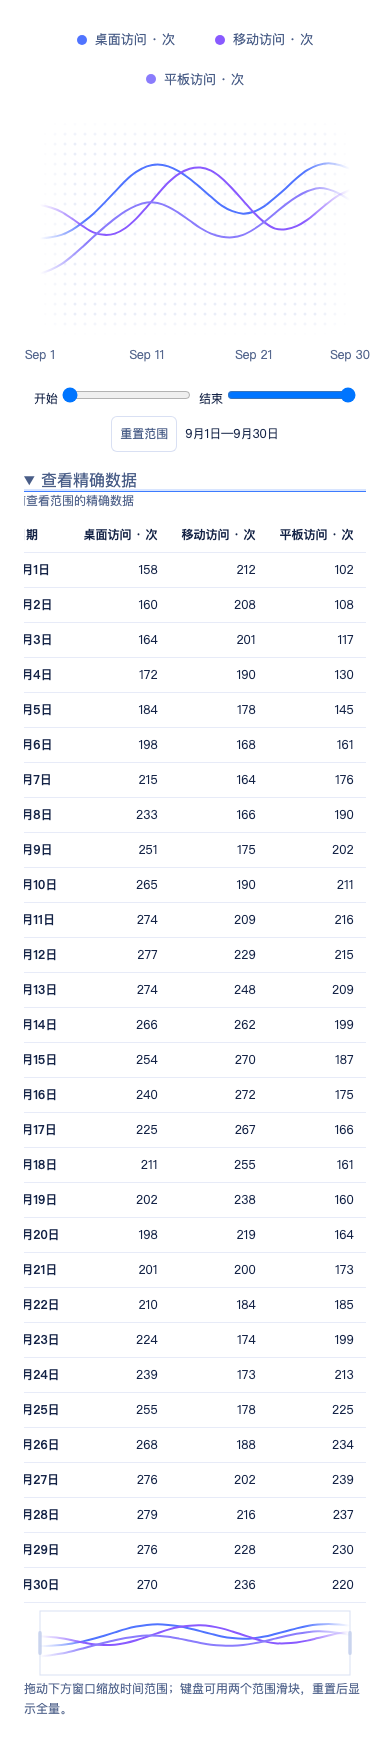 桌面访问 · 次 移动访问 · 次
平板访问 · 次
Sep 1 Sep 11 Sep 21 Sep 30
开始 结束
重置范围 9月1日—9月30日
▼ 查看精确数据
查看范围的精确数据
期 桌面访问 · 次 移动访问 · 次 平板访问 · 次
月1日 158 212 102
月2日 160 208 108
月3日 164 201 117
月4日 172 190 130
月5日 184 178 145
月6日 198 168 161
月7日 215 164 176
月8日 233 166 190
月9日 251 175 202
月10日 265 190 211
月11日 274 209 216
月12日 277 229 215
月13日 274 248 209
月14日 266 262 199
月15日 254 270 187
月16日 240 272 175
月17日 225 267 166
月18日 211 255 161
月19日 202 238 160
月20日 198 219 164
月21日 201 200 173
月22日 210 184 185
月23日 224 174 199
月24日 239 173 213
月25日 255 178 225
月26日 268 188 234
月27日 276 202 239
月28日 279 216 237
月29日 276 228 230
月30日 270 236 220
拖动下方窗口缩放时间范围；键盘可用两个范围滑块，重置后显
示全量。